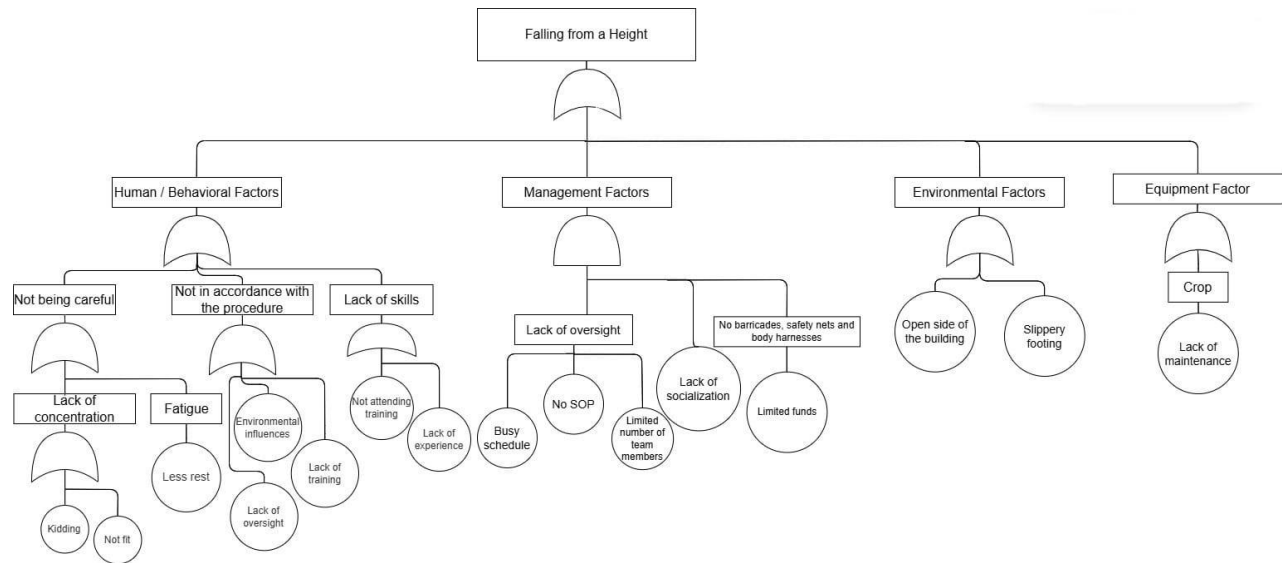 Falling from a Height
Human / Behavioral Factors
Management Factors
Environmental Factors
Equipment Factor
Not being careful
Not in accordance with
the procedure
Lack of skills
Lack of oversight
No barricades, safety nets and
body harnesses
Open side of
the building
Slippery
footing
Crop
Lack of
maintenance
Lack of
concentration
Fatigue
Environmental
influences
Lack of
training
Not attending
training
Lack of
experience
Busy
schedule
No SOP
Limited
number of
team
members
Lack of
socialization
Limited funds
Less rest
Lack of
oversight
Kidding
Not fit